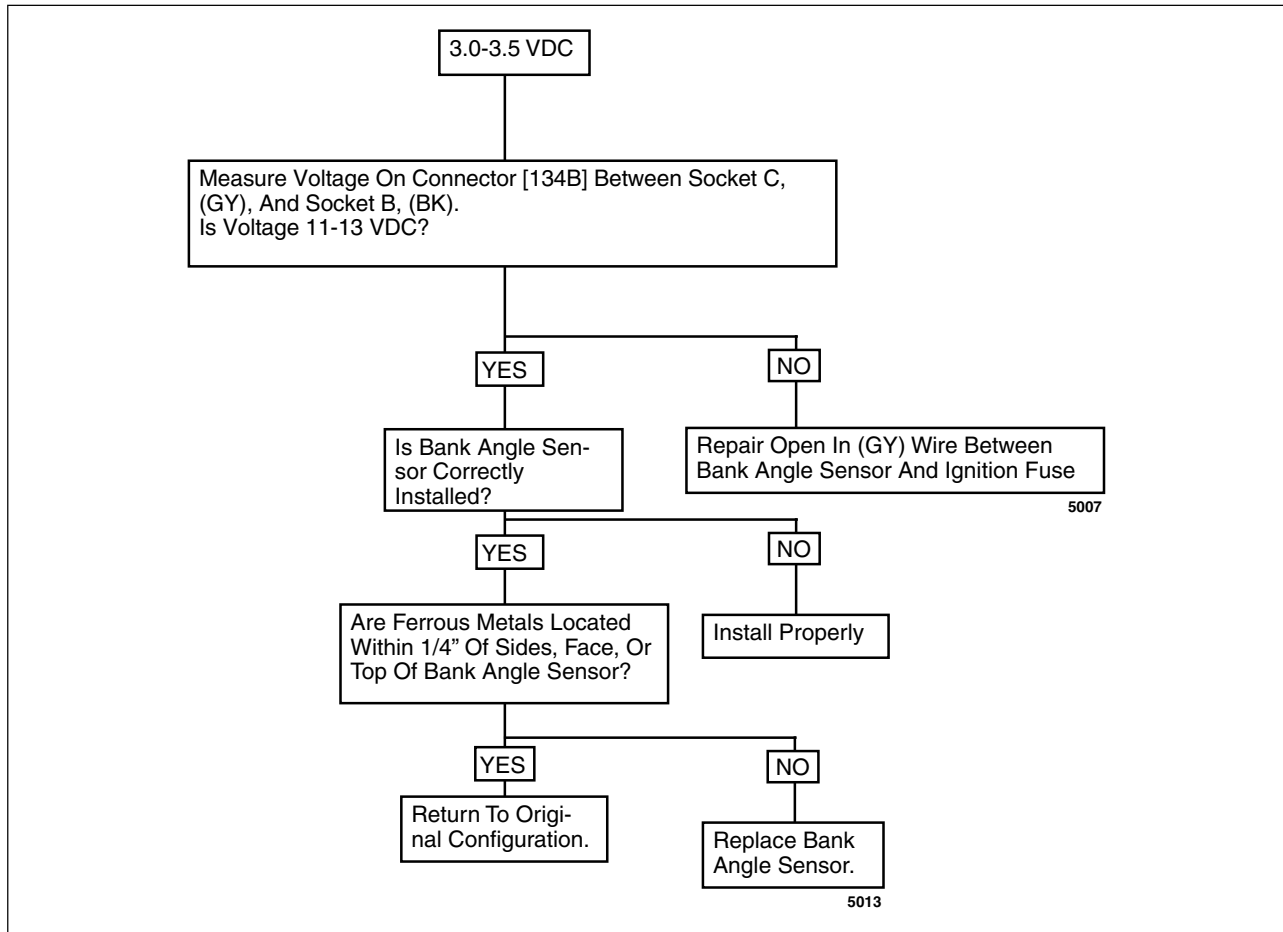 3.0-3.5 VDC
Measure Voltage On Connector [134B] Between Socket C,
(GY), And Socket B, (BK).
Is Voltage 11-13 VDC?
YES
NO
Is Bank Angle Sen-
sor Correctly
Installed?
Repair Open In (GY) Wire Between
Bank Angle Sensor And Ignition Fuse
5007
YES
NO
Are Ferrous Metals Located
Within 1/4” Of Sides, Face, Or
Top Of Bank Angle Sensor?
Install Properly
YES
NO
Return To Origi-
nal Configuration.
Replace Bank
Angle Sensor.
5013